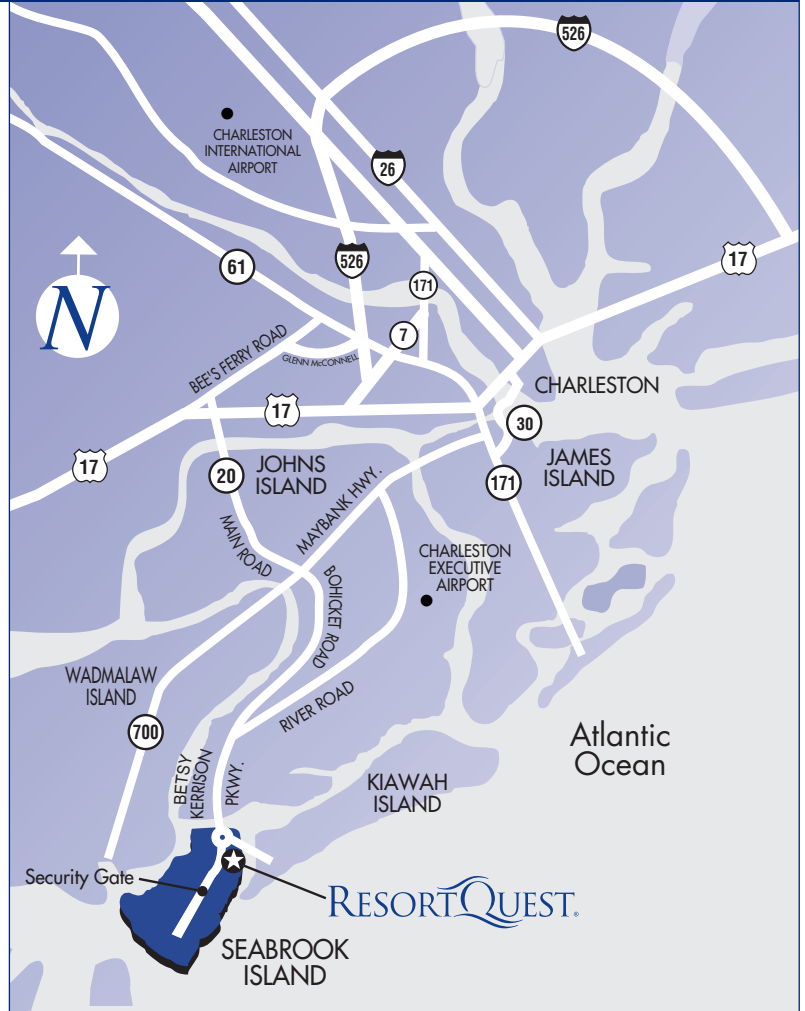 526
CHARLESTON
INTERNATIONAL
AIRPORT
26
61
526
17
171
N
7
BEE'S FERRY ROAD
GLENN McCONNELL
CHARLESTON
17
30
17
20
JOHNS
ISLAND
JAMES
ISLAND
171
MAYBANK HWY.
MAIN ROAD
CHARLESTON
EXECUTIVE
AIRPORT
BOHICKET ROAD
WADMALAW
ISLAND
RIVER ROAD
700
Atlantic
Ocean
BETSY
KERRISON
PKWY.
KIAWAH
ISLAND
Security Gate
RESORTQUEST®
SEABROOK
ISLAND